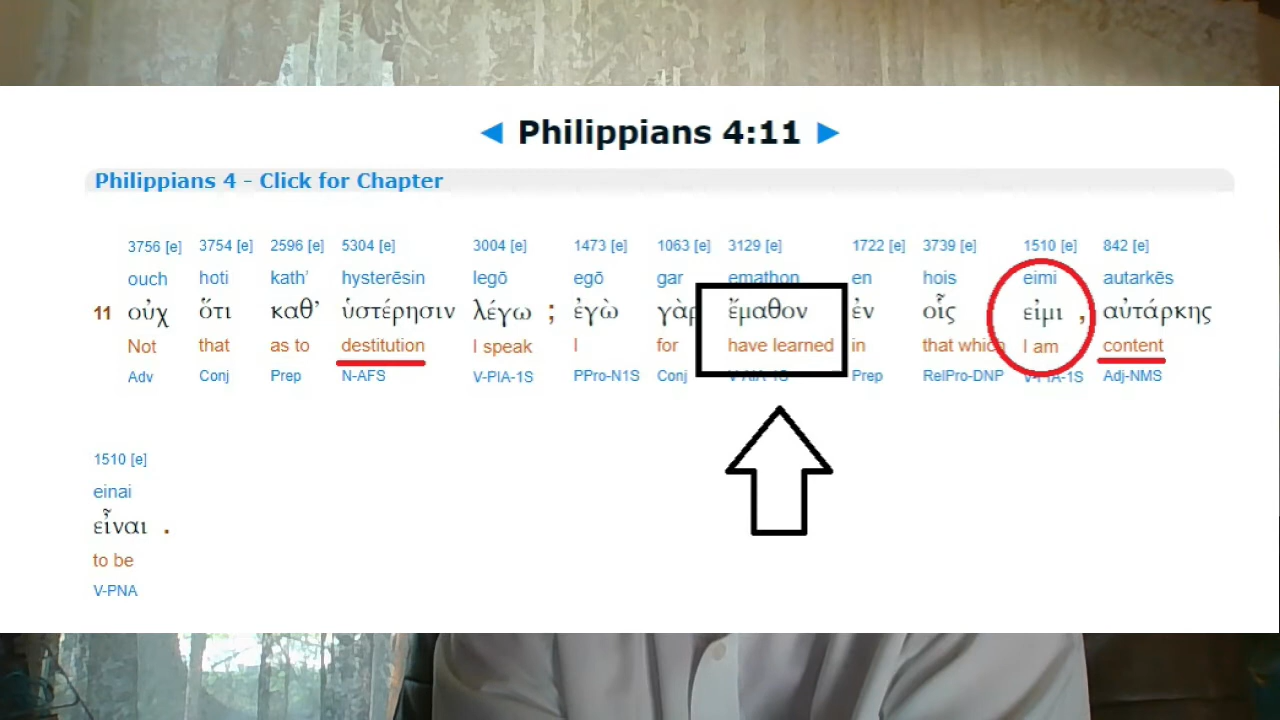 ◄ Philippians 4:11 ►
Philippians 4 - Click for Chapter
3756 [e] 3754 [e] 2596 [e] 5304 [e] 3004 [e] 1473 [e] 1063 [e] 3129 [e] 1722 [e] 3739 [e] 1510 [e] 842 [e]
ouch hoti kath’ hysterēsin legō egō gar emathon en hois eimi autarkēs
11 οὐχ ὅτι καθ’ ὑστέρησιν λέγω ; ἐγὼ γὰρ ἔμαθον ἐν οἷς εἰμι , αὐτάρκης
Not that as to destitution I speak I for have learned in that which I am content
Adv Conj Prep N-AFS V-PIA-1S PPro-N1S Conj V-AIA-1S Prep RelPro-DNP V-PIA-1S Adj-NMS
1510 [e]
einai
εἶναι .
to be
V-PNA